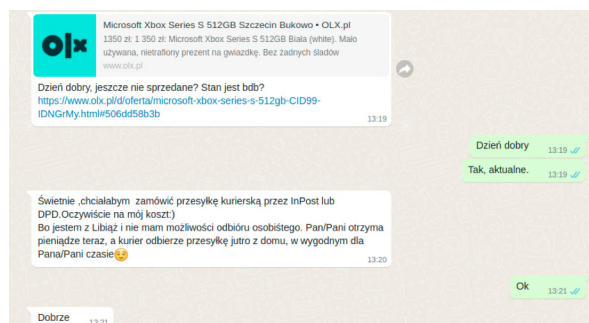 olx
Microsoft Xbox Series S 512GB Szczecin Bukowo • OLX.pl
1350 zł: 1 350 zł: Microsoft Xbox Series S 512GB Biała (white). Mało
używana, nietrafiony prezent na gwiazdkę. Bez żadnych śladów
www.olx.pl
Dzień dobry, jeszcze nie sprzedane? Stan jest bdb?
https://www.olx.pl/d/oferta/microsoft-xbox-series-s-512gb-CID99-
IDNGrMy.html#506dd58b3b
13:19
Dzień dobry 13:19
Tak, aktualne. 13:19
Świetnie ,chciałabym zamówić przesyłkę kurierską przez InPost lub
DPD.Oczywiście na mój koszt:)
Bo jestem z Libiąż i nie mam możliwości odbióru osobiśtego. Pan/Pani otrzyma
pieniądze teraz, a kurier odbierze przesyłkę jutro z domu, w wygodnym dla
Pana/Pani czasie😌
13:20
Ok 13:21
Dobrze 13:21